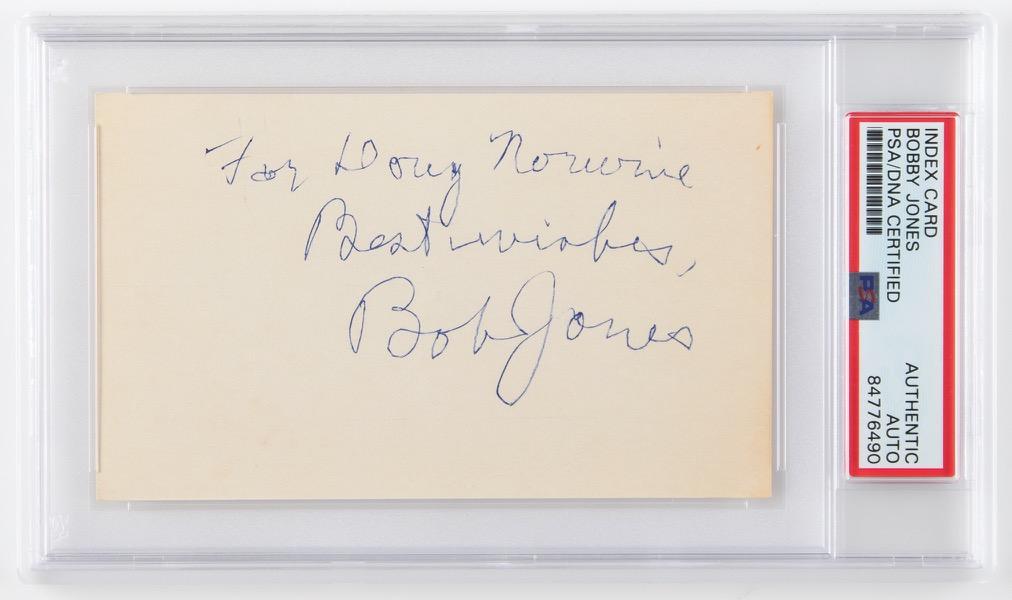 For Doug Norwine
Best wishes,
Bob Jones
INDEX CARD
BOBBY JONES
PSA/DNA CERTIFIED
PSA
AUTHENTIC
AUTO
84776490